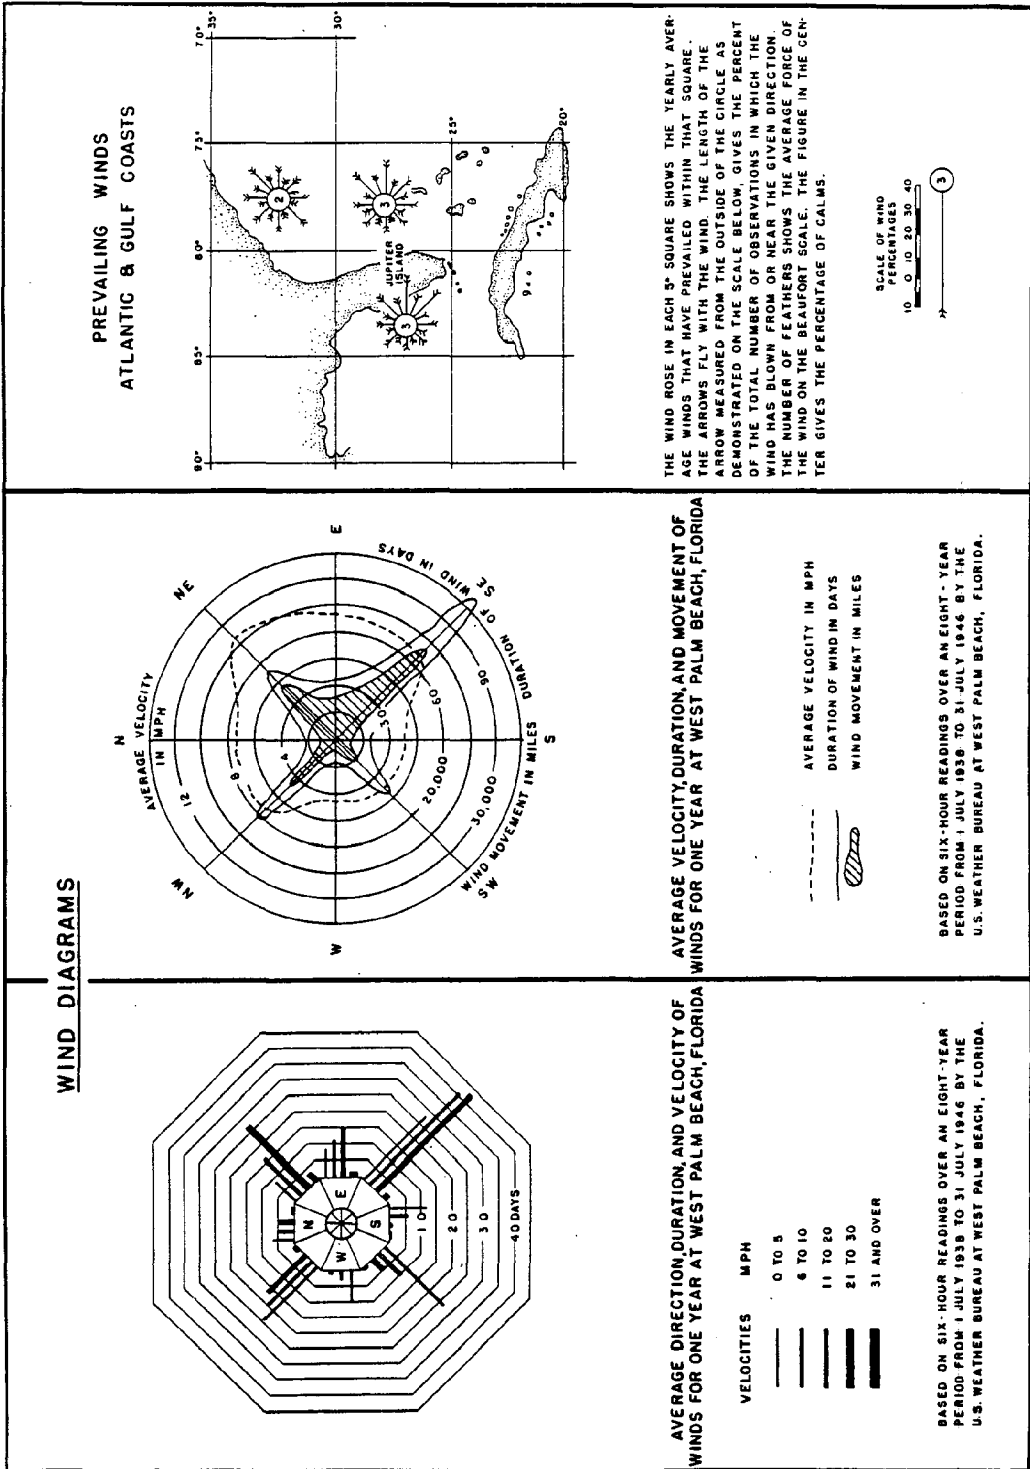 WIND DIAGRAMS
N
E
S
W
10
20
30
40 DAYS
AVERAGE DIRECTION, DURATION, AND VELOCITY OF
WINDS FOR ONE YEAR AT WEST PALM BEACH, FLORIDA
VELOCITIES MPH
0 TO 5
6 TO 10
11 TO 20
21 TO 30
31 AND OVER
BASED ON SIX-HOUR READINGS OVER AN EIGHT-YEAR
PERIOD FROM 1 JULY 1938 TO 31 JULY 1946 BY THE
U.S. WEATHER BUREAU AT WEST PALM BEACH, FLORIDA.
N
NE
E
SE
S
SW
W
NW
AVERAGE VELOCITY
IN MPH
12
8
4
DURATION OF WIND IN DAYS
30
60
90
WIND MOVEMENT IN MILES
20,000
30,000
AVERAGE VELOCITY, DURATION, AND MOVEMENT OF
WINDS FOR ONE YEAR AT WEST PALM BEACH, FLORIDA
AVERAGE VELOCITY IN MPH
DURATION OF WIND IN DAYS
WIND MOVEMENT IN MILES
BASED ON SIX-HOUR READINGS OVER AN EIGHT-YEAR
PERIOD FROM 1 JULY 1938 TO 31 JULY 1946 BY THE
U.S. WEATHER BUREAU AT WEST PALM BEACH, FLORIDA.
PREVAILING WINDS
ATLANTIC & GULF COASTS
90°
85°
80°
75°
70°
35°
30°
25°
20°
2
3
3
JUPITER
ISLAND
THE WIND ROSE IN EACH 5° SQUARE SHOWS THE YEARLY AVER-
AGE WINDS THAT HAVE PREVAILED WITHIN THAT SQUARE.
THE ARROWS FLY WITH THE WIND. THE LENGTH OF THE
ARROW MEASURED FROM THE OUTSIDE OF THE CIRCLE AS
DEMONSTRATED ON THE SCALE BELOW, GIVES THE PERCENT
OF THE TOTAL NUMBER OF OBSERVATIONS IN WHICH THE
WIND HAS BLOWN FROM OR NEAR THE GIVEN DIRECTION.
THE NUMBER OF FEATHERS SHOWS THE AVERAGE FORCE OF
THE WIND ON THE BEAUFORT SCALE. THE FIGURE IN THE CEN-
TER GIVES THE PERCENTAGE OF CALMS.
SCALE OF WIND
PERCENTAGES
10 0 10 20 30 40
3